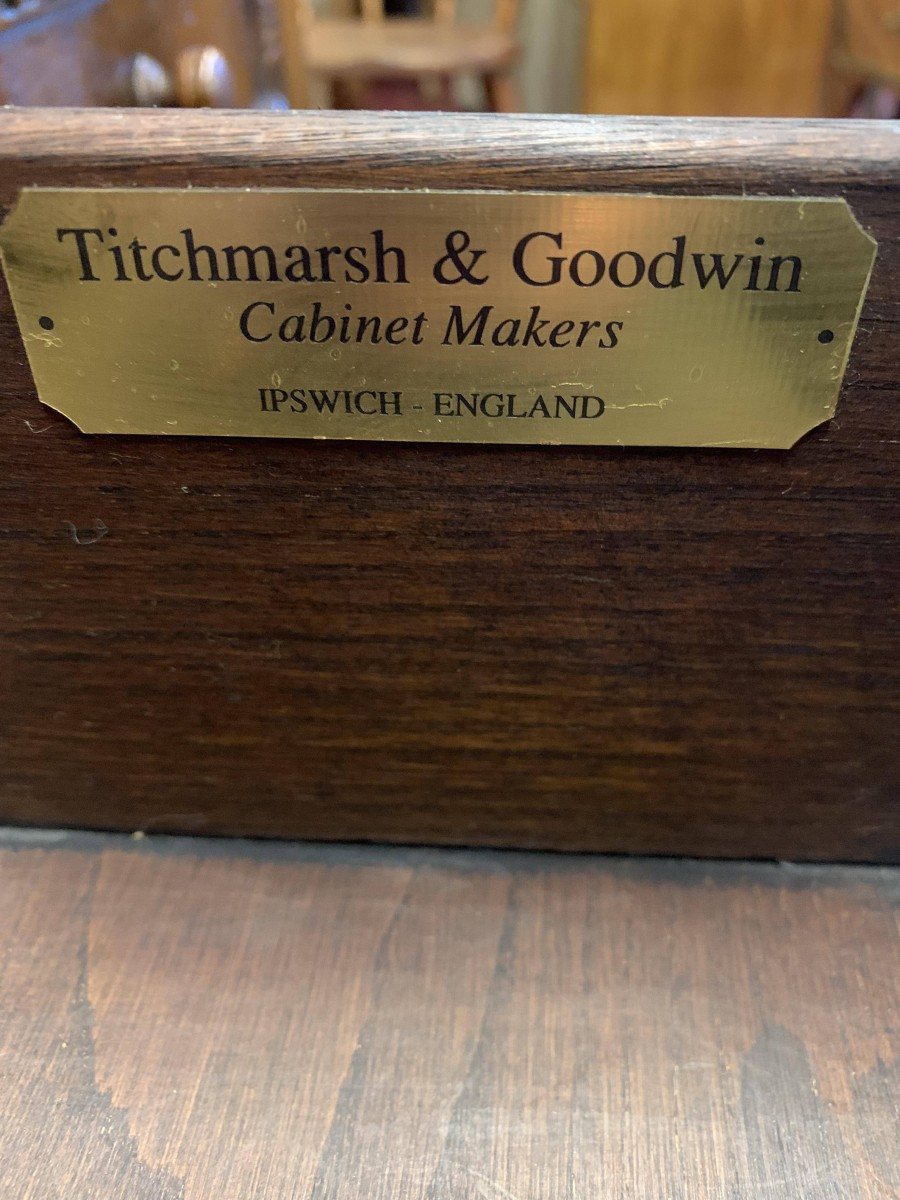 Titchmarsh & Goodwin
Cabinet Makers
IPSWICH - ENGLAND